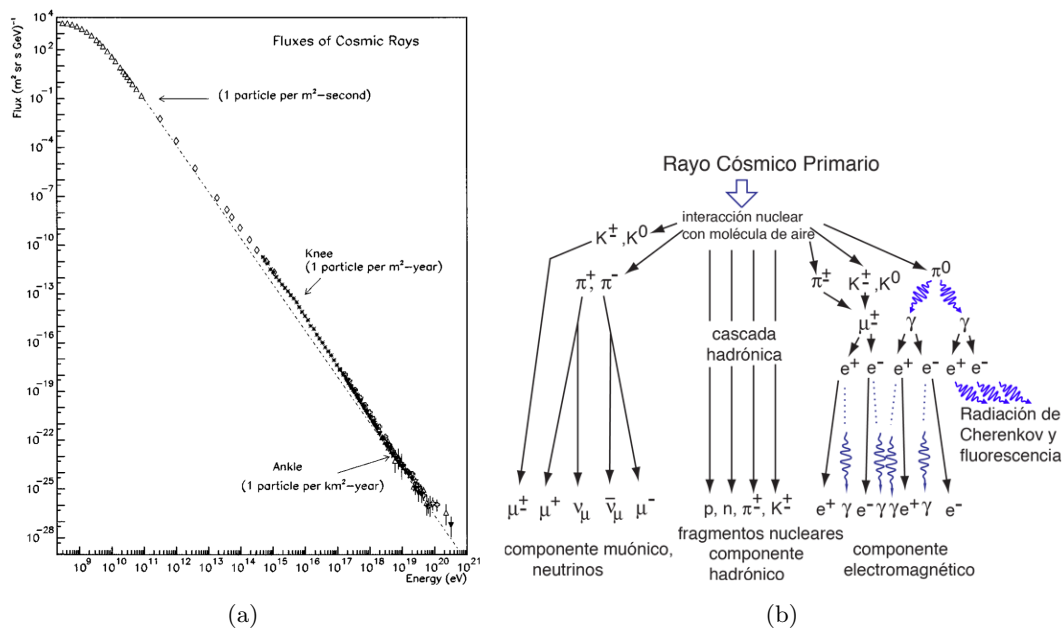 Fluxes of Cosmic Rays
Flux (m² sr s GeV)⁻¹
10⁴
10²
10⁻¹
10⁻⁴
10⁻⁷
10⁻¹⁰
10⁻¹³
10⁻¹⁶
10⁻¹⁹
10⁻²²
10⁻²⁵
10⁻²⁸
(1 particle per m²−second)
Knee
(1 particle per m²−year)
Ankle
(1 particle per km²−year)
10⁹ 10¹⁰ 10¹¹ 10¹² 10¹³ 10¹⁴ 10¹⁵ 10¹⁶ 10¹⁷ 10¹⁸ 10¹⁹ 10²⁰ 10²¹
Energy (eV)
(a)
Rayo Cósmico Primario
interacción nuclear
con molécula de aire
K±,K⁰
π⁺,π⁻
π±
K±,K⁰
π⁰
μ±
γ γ
cascada
hadrónica
e⁺ e⁻ e⁺ e⁻ e⁺ e⁻
Radiación de
Cherenkov y
fluorescencia
μ± μ⁺ νμ ν̄μ μ⁻
p, n, π±, K±
e⁺ γ e⁻ γ γ e⁺ γ e⁻
componente muónico,
neutrinos
fragmentos nucleares
componente
hadrónico
componente
electromagnético
(b)